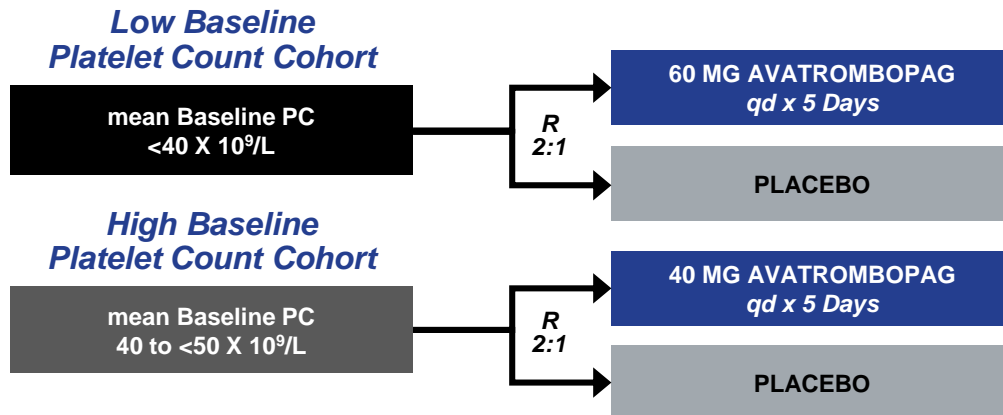 Low Baseline
Platelet Count Cohort
mean Baseline PC
<40 X 10⁹/L
R
2:1
60 MG AVATROMBOPAG
qd x 5 Days
PLACEBO
High Baseline
Platelet Count Cohort
mean Baseline PC
40 to <50 X 10⁹/L
R
2:1
40 MG AVATROMBOPAG
qd x 5 Days
PLACEBO